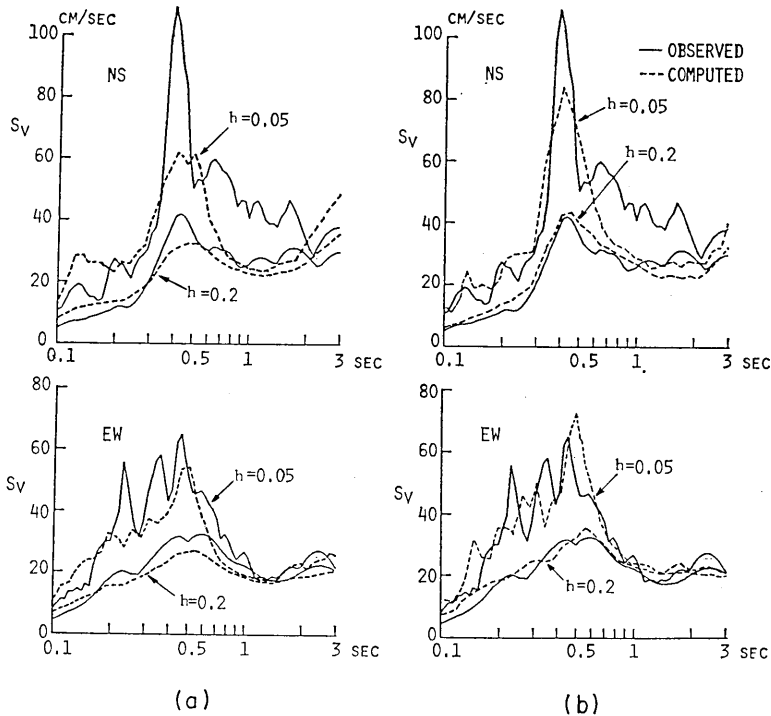 CM/SEC
100
NS
80
h=0.05
SV
60
40
20
h=0.2
0
0.1 0.5 1 3 SEC
CM/SEC
100
— OBSERVED
---- COMPUTED
NS
80
h=0.05
SV
h=0.2
60
40
20
0
0.1 0.5 1. 3 SEC
80
EW
60
h=0.05
SV
40
20
h=0.2
0
0.1 0.5 1 3 SEC
80
EW
60
h=0.05
SV
40
20
h=0.2
0
0.1 0.5 1 3 SEC
(a) (b)